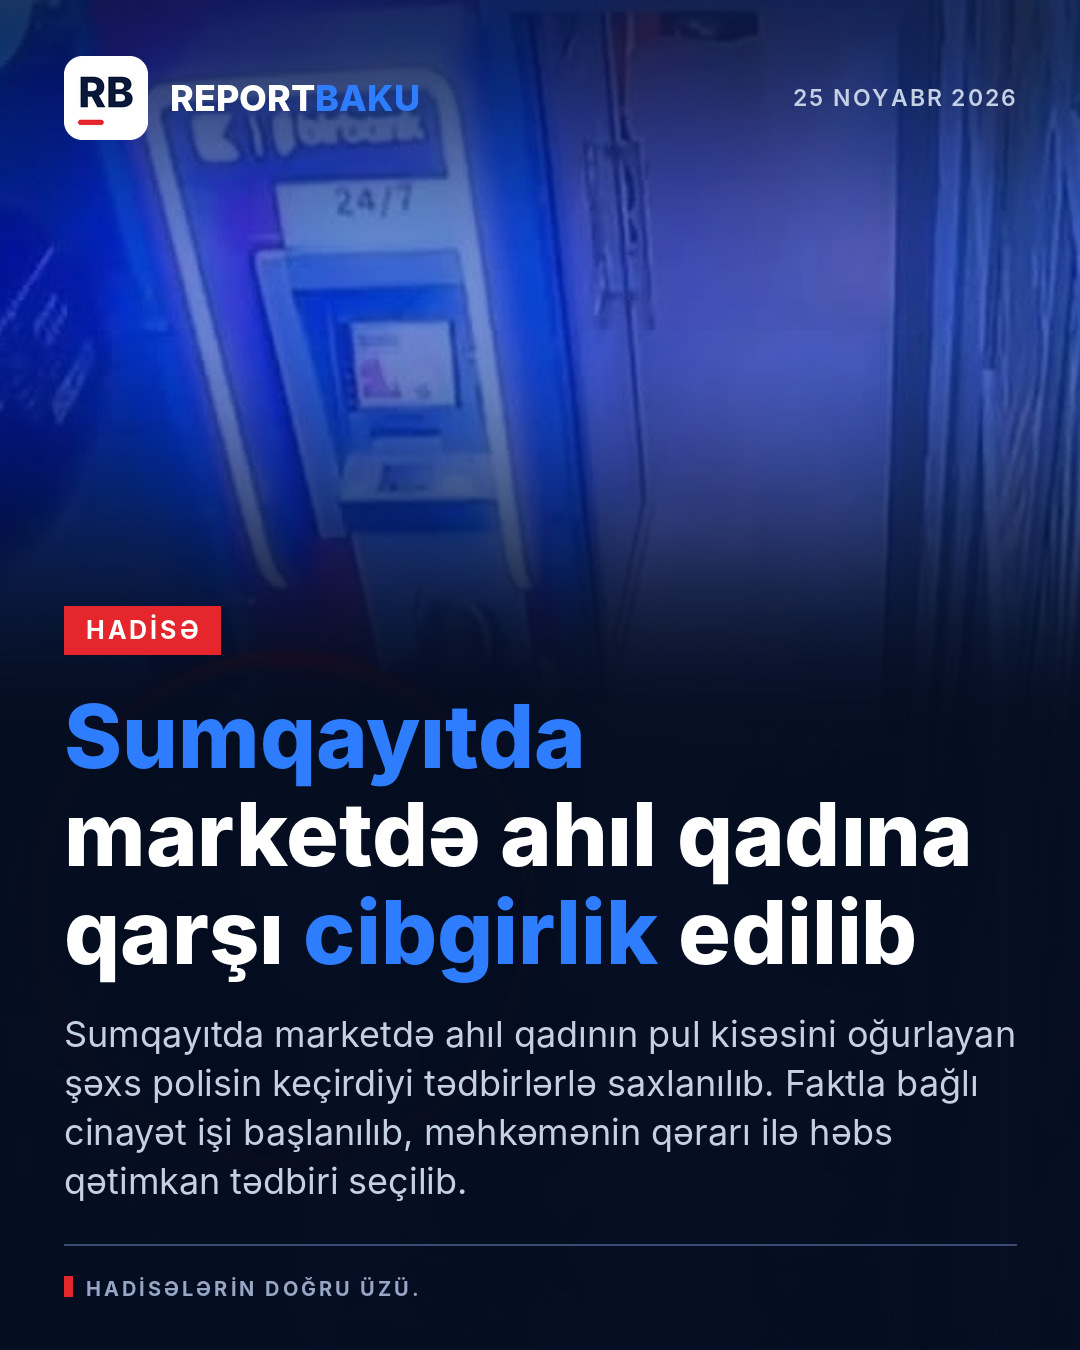 RB
REPORTBAKU
25 NOYABR 2026
birbank
24/7
HADİSƏ
Sumqayıtda
marketdə ahıl qadına
qarşı cibgirlik edilib
Sumqayıtda marketdə ahıl qadının pul kisəsini oğurlayan
şəxs polisin keçirdiyi tədbirlərlə saxlanılıb. Faktla bağlı
cinayət işi başlanılıb, məhkəmənin qərarı ilə həbs
qətimkan tədbiri seçilib.
HADİSƏLƏRİN DOĞRU ÜZÜ.